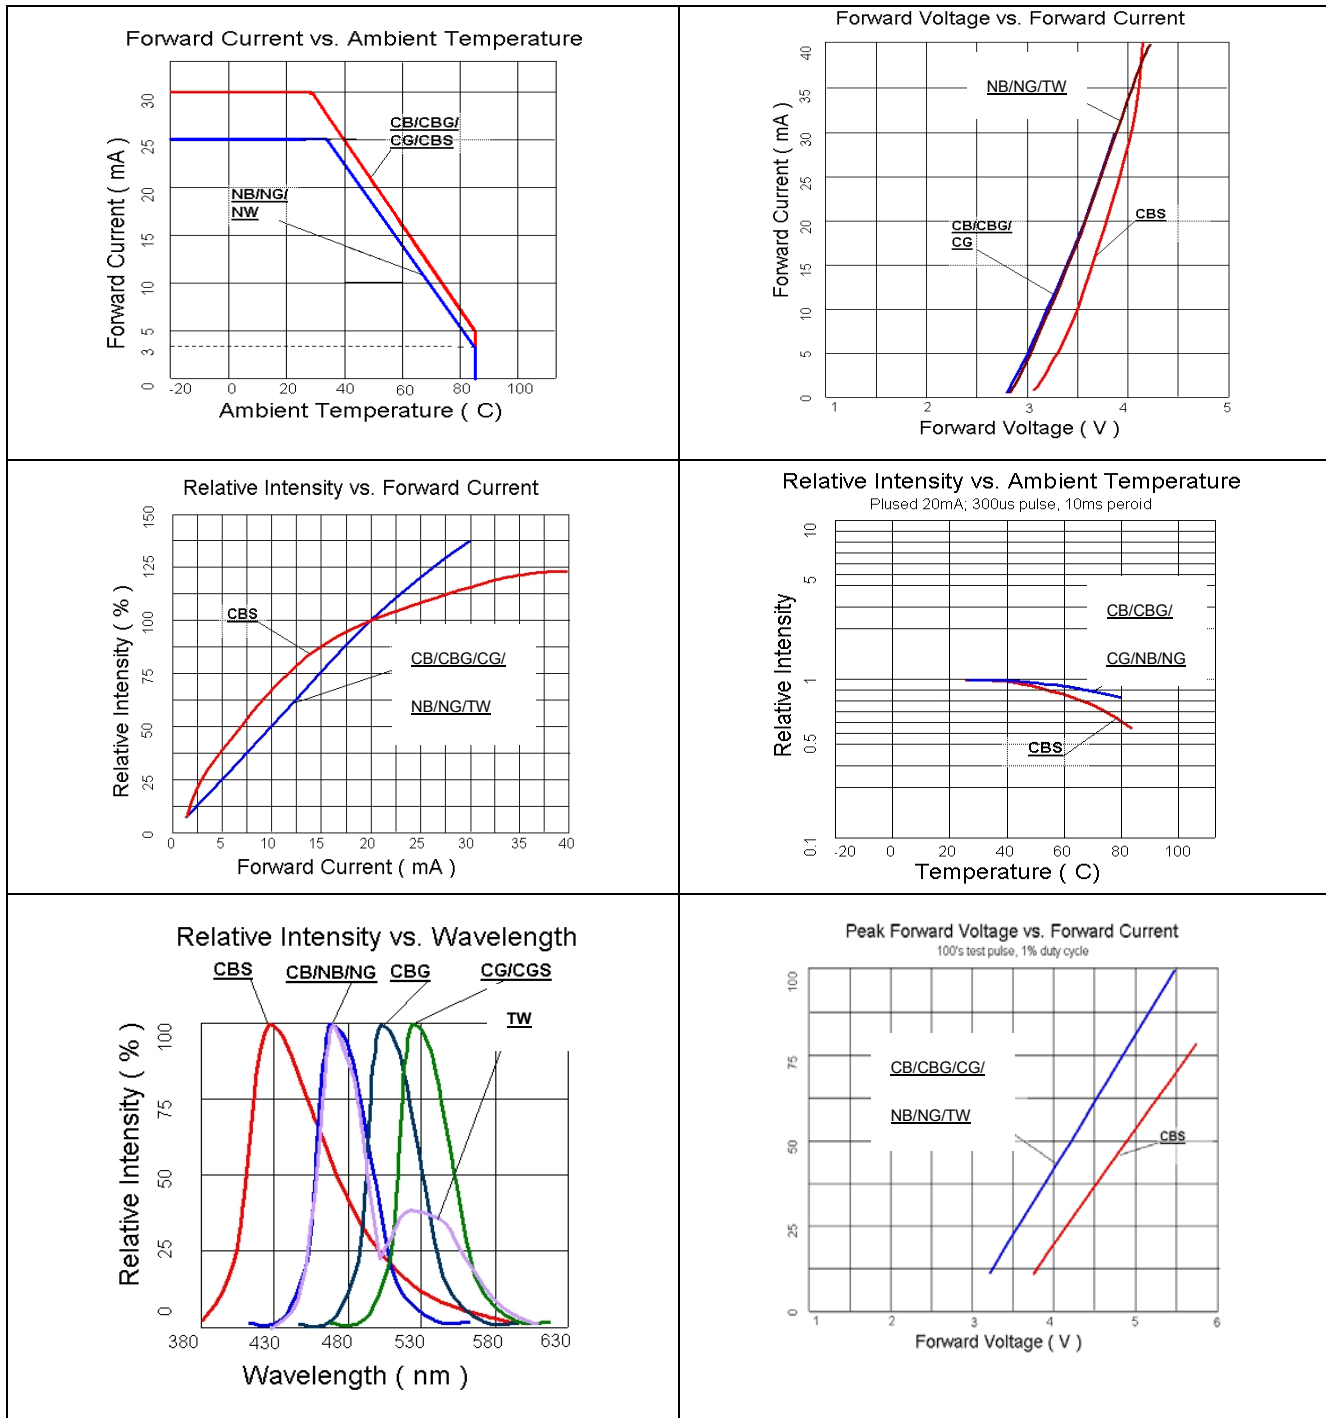 Forward Current vs. Ambient Temperature
Forward Current ( mA )
30
25
20
15
10
5
3
0
CB/CBG/
CG/CBS
NB/NG/
NW
-20 0 20 40 60 80 100
Ambient Temperature ( C)
Forward Voltage vs. Forward Current
Forward Current ( mA )
40
35
30
25
20
15
10
5
0
NB/NG/TW
CB/CBG/
CG
CBS
1 2 3 4 5
Forward Voltage ( V )
Relative Intensity vs. Forward Current
Relative Intensity ( % )
150
125
100
75
50
25
0
CBS
CB/CBG/CG/
NB/NG/TW
0 5 10 15 20 25 30 35 40
Forward Current ( mA )
Relative Intensity vs. Ambient Temperature
Plused 20mA; 300us pulse, 10ms peroid
Relative Intensity
10
5
1
0.5
0.1
CB/CBG/
CG/NB/NG
CBS
-20 0 20 40 60 80 100
Temperature ( C)
Relative Intensity vs. Wavelength
CBS CB/NB/NG CBG CG/CGS
TW
Relative Intensity ( % )
100
75
50
25
0
380 430 480 530 580 630
Wavelength ( nm )
Peak Forward Voltage vs. Forward Current
100's test pulse, 1% duty cycle
100
75
50
25
0
CB/CBG/CG/
NB/NG/TW
CBS
1 2 3 4 5 6
Forward Voltage ( V )